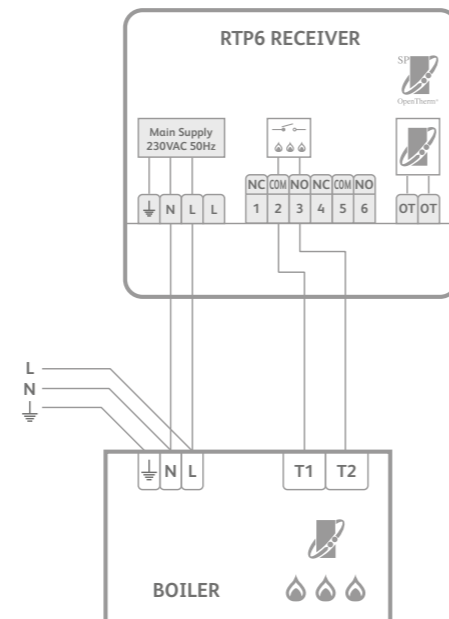 RTP6 RECEIVER
SP
OpenTherm®
Main Supply
230VAC 50Hz
NC COM NO NC COM NO
N L L 1 2 3 4 5 6 OT OT
L
N
N L T1 T2
BOILER